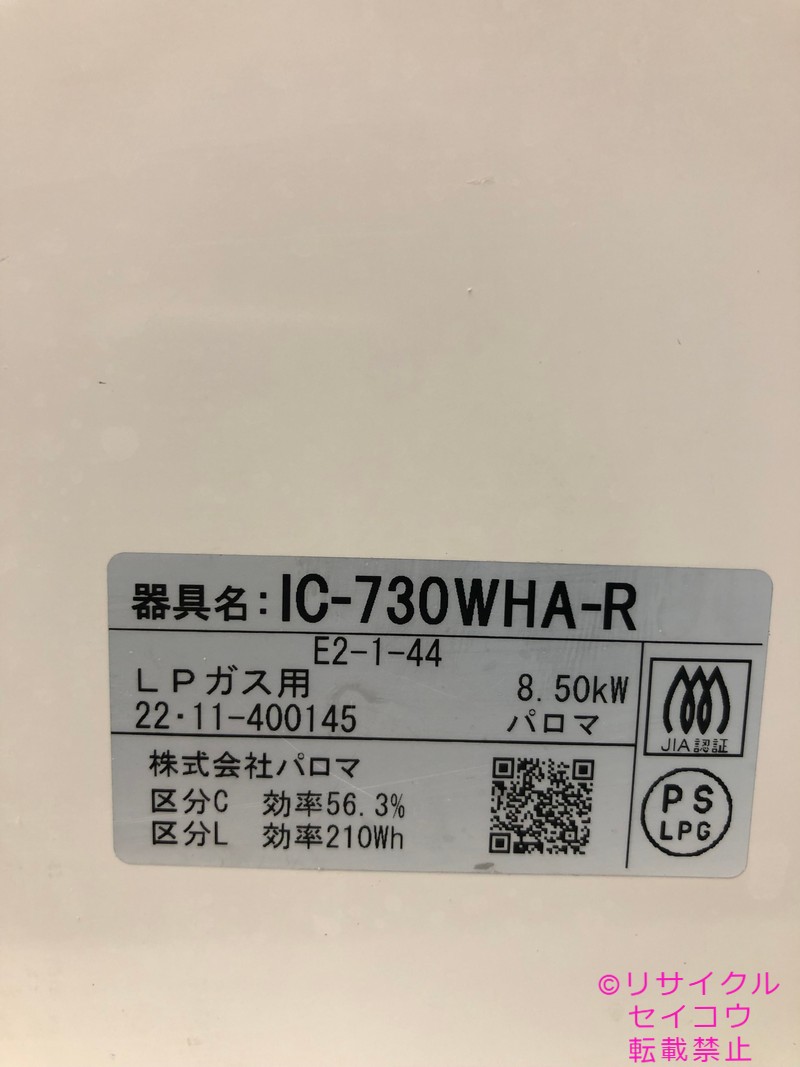 器具名:IC-730WHA-R
E2-1-44
LPガス用 8.50kW
22・11-400145 パロマ
株式会社パロマ
区分C 効率56.3%
区分L 効率210Wh
JIA認証
PS
LPG
©リサイクル
セイコウ
転載禁止